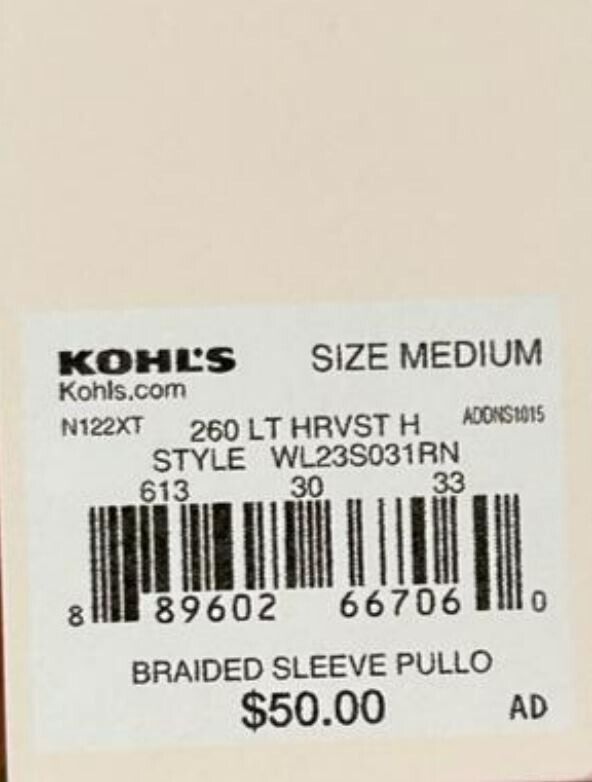 KOHL'S SIZE MEDIUM
Kohls.com
N122XT 260 LT HRVST H ADDNS1015
STYLE WL23S031RN
613 30 33
8 89602 66706 0
BRAIDED SLEEVE PULLO
$50.00 AD